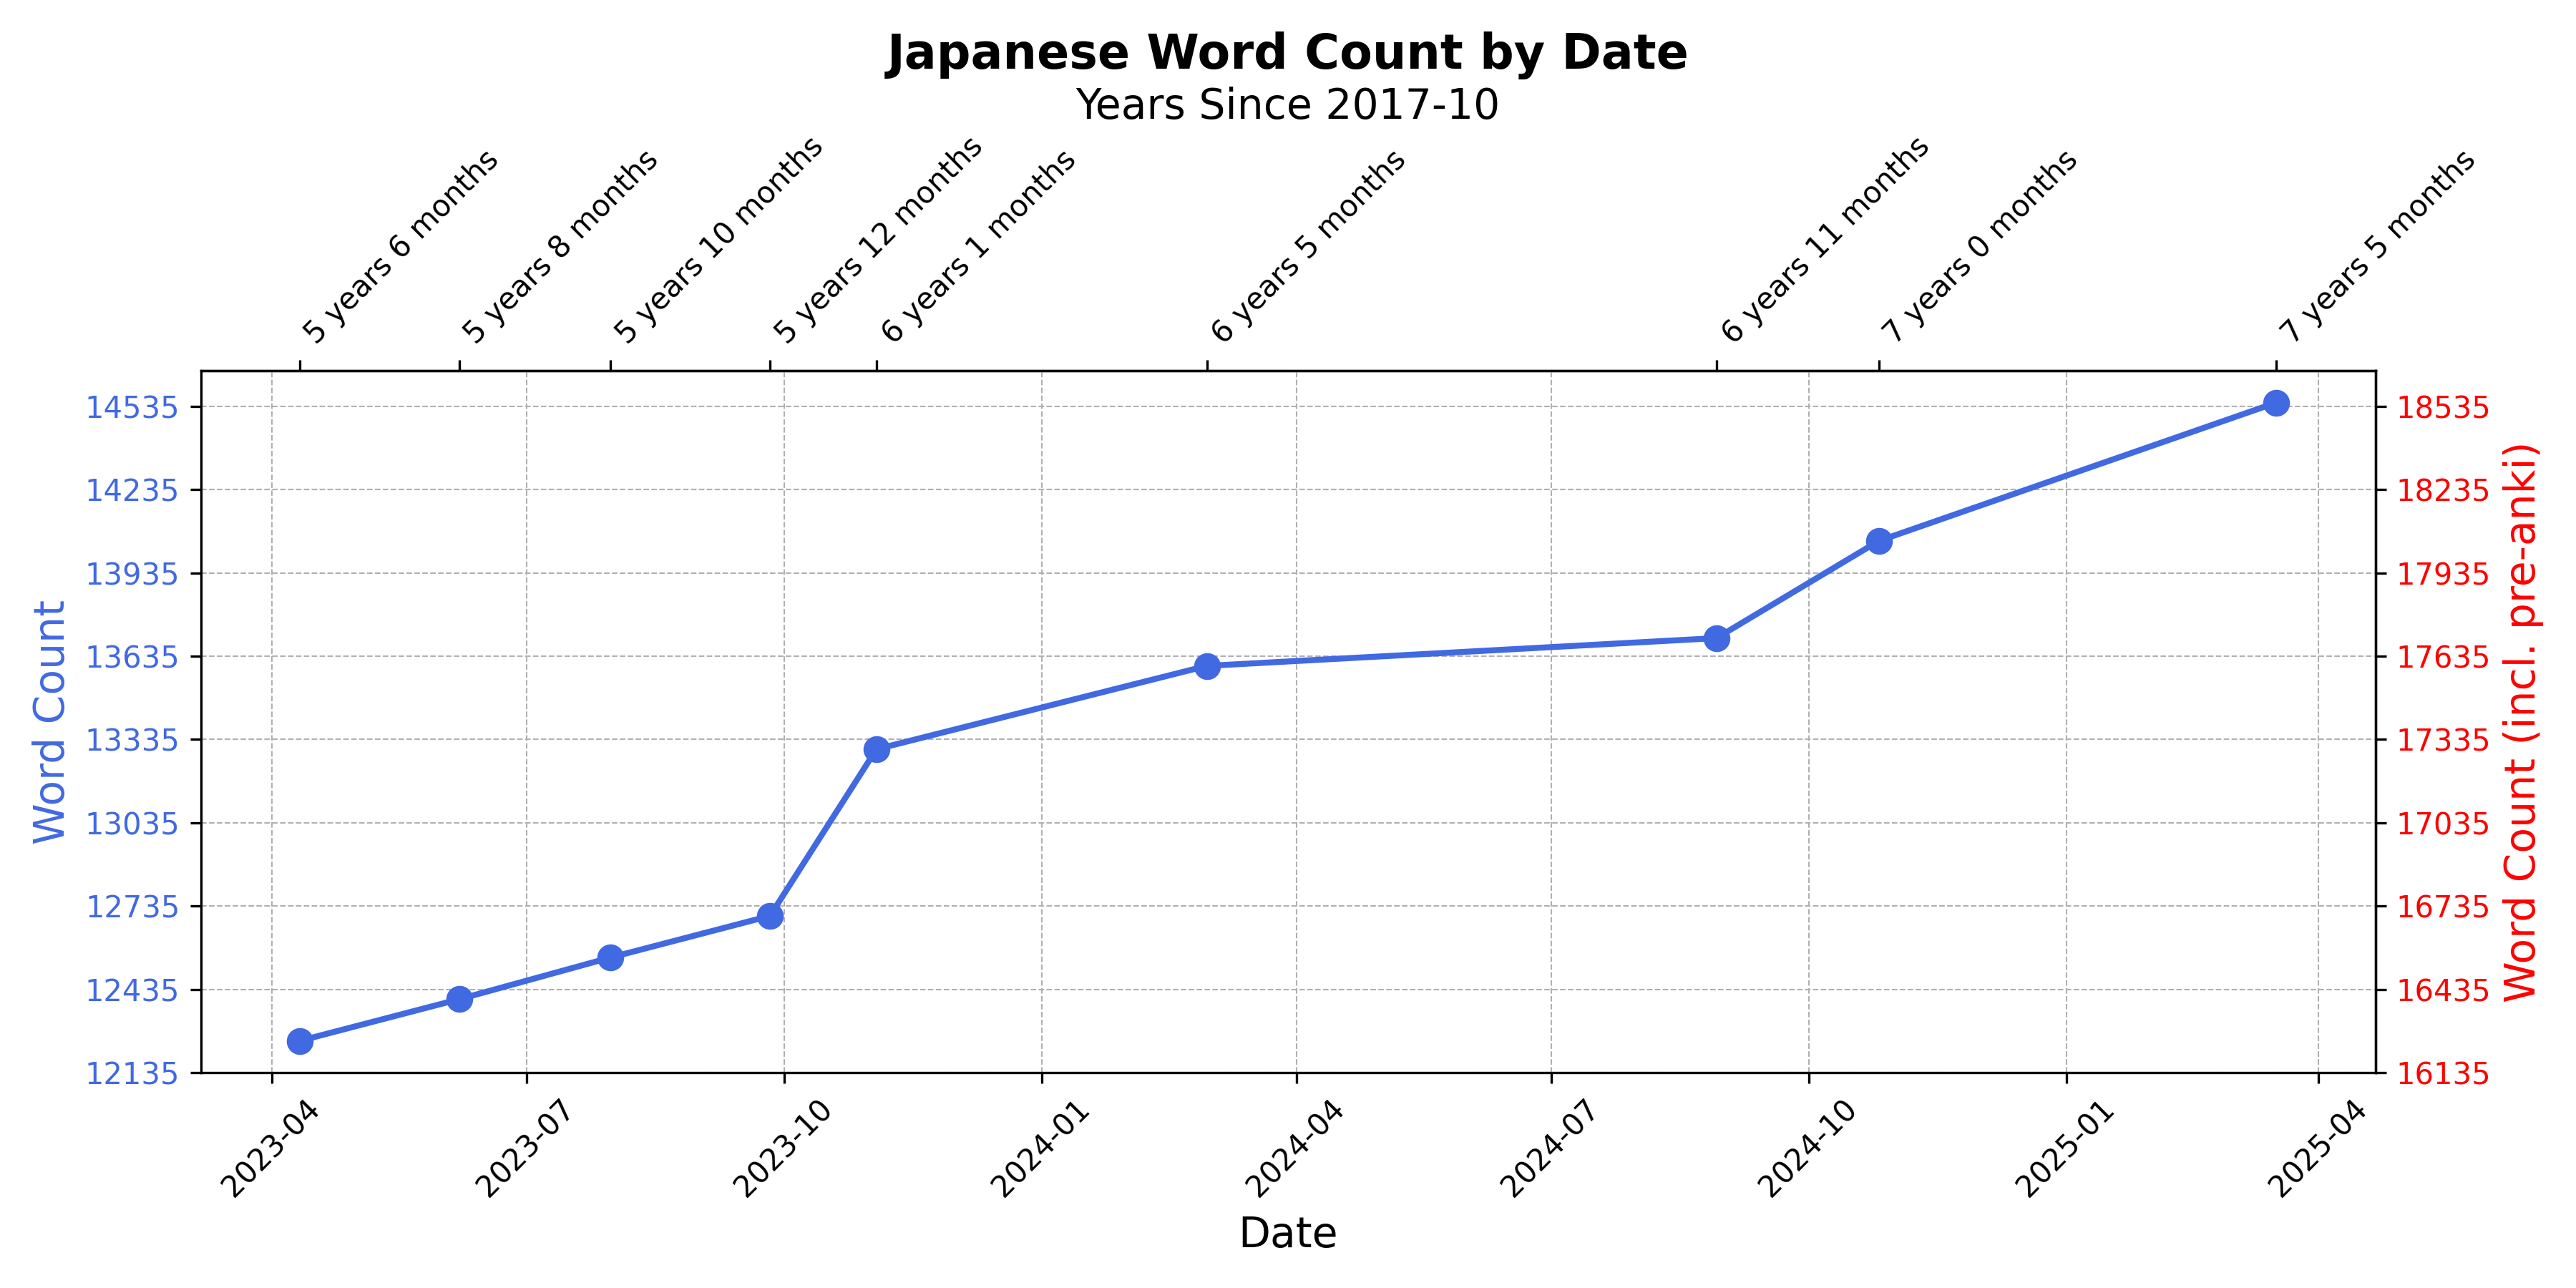 Japanese Word Count by Date
Years Since 2017-10
5 years 6 months
5 years 8 months
5 years 10 months
5 years 12 months
6 years 1 months
6 years 5 months
6 years 11 months
7 years 0 months
7 years 5 months
Word Count
14535
14235
13935
13635
13335
13035
12735
12435
12135
18535
18235
17935
17635
17335
17035
16735
16435
16135
Word Count (incl. pre-anki)
2023-04
2023-07
2023-10
2024-01
2024-04
2024-07
2024-10
2025-01
2025-04
Date